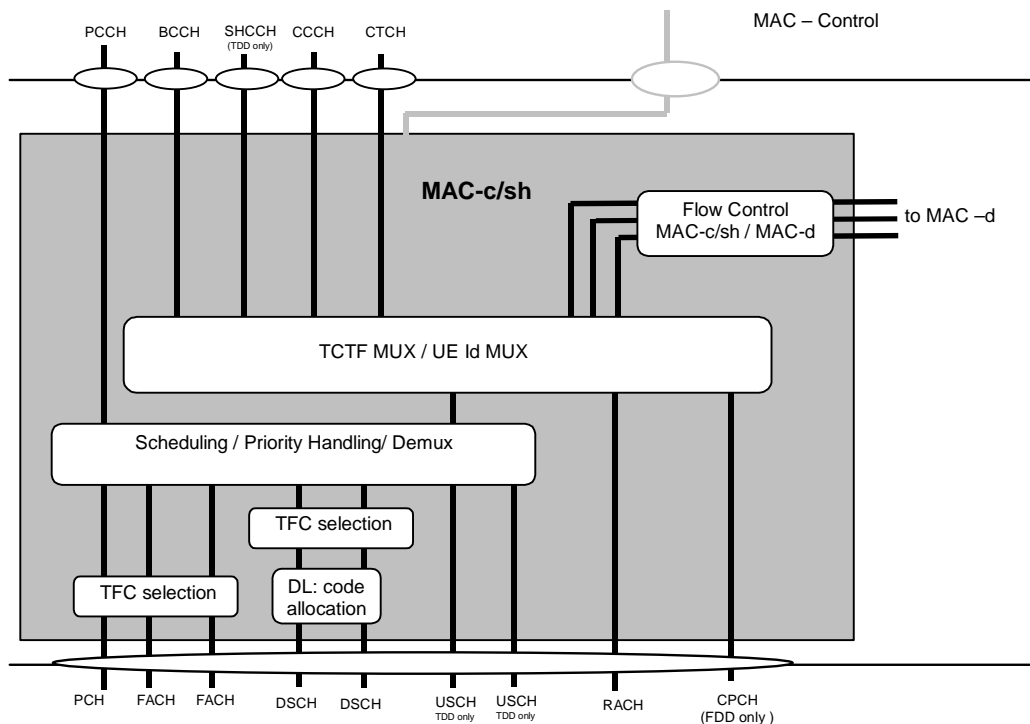 MAC – Control
PCCH
BCCH
SHCCH
(TDD only)
CCCH
CTCH
MAC-c/sh
Flow Control
MAC-c/sh / MAC-d
to MAC –d
TCTF MUX / UE Id MUX
Scheduling / Priority Handling/ Demux
TFC selection
TFC selection
DL: code
allocation
PCH
FACH
FACH
DSCH
DSCH
USCH
TDD only
USCH
TDD only
RACH
CPCH
(FDD only )